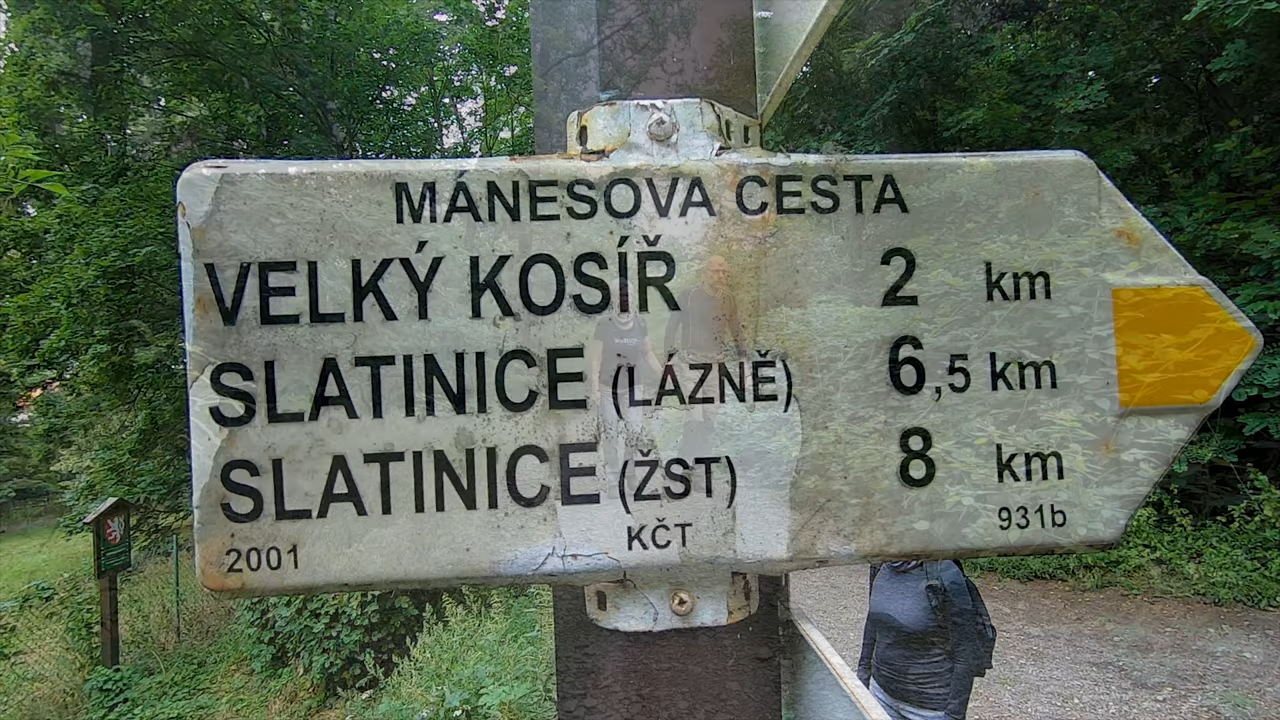 MÁNESOVA CESTA
VELKÝ KOSÍŘ 2 km
SLATINICE (LÁZNĚ) 6,5 km
SLATINICE (ŽST) 8 km
2001 KČT 931b